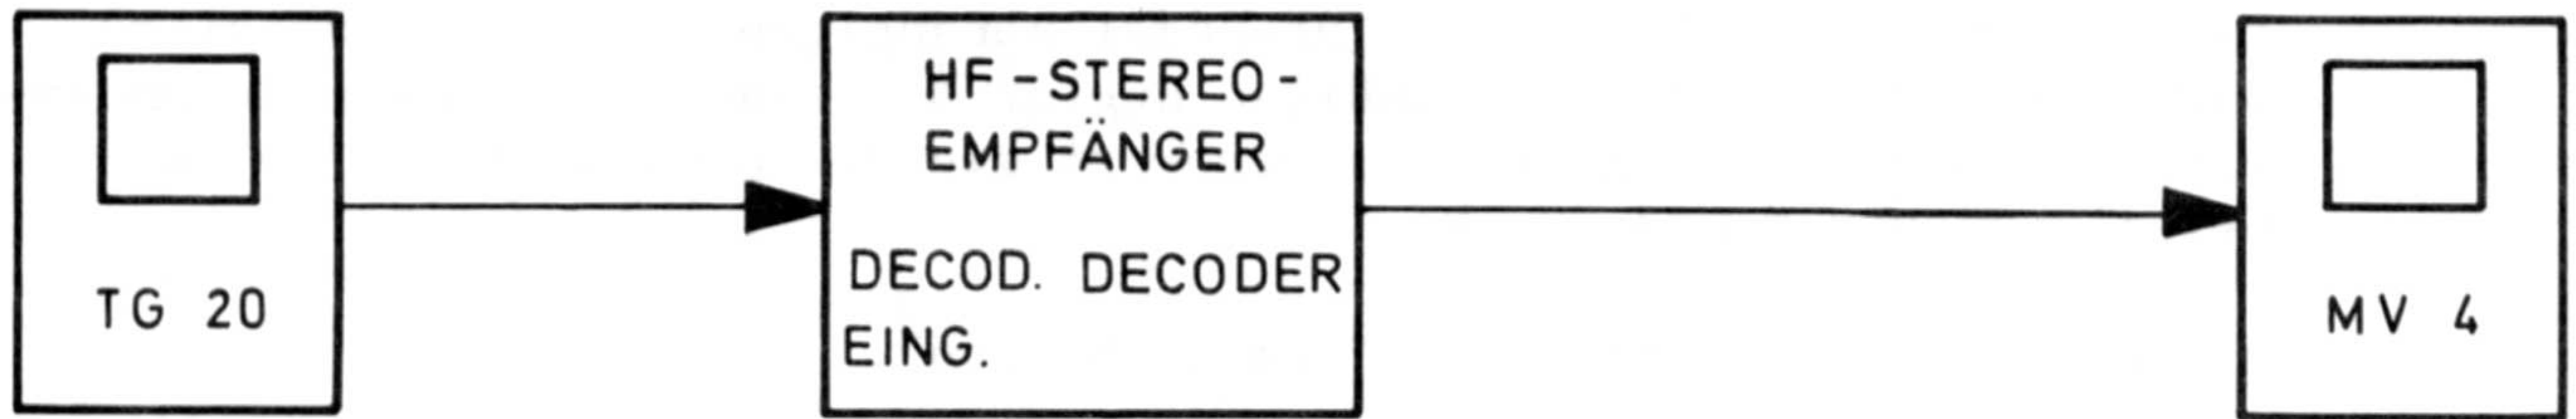 TG 20
HF-STEREO-
EMPFÄNGER
DECOD. DECODER
EING.
MV 4